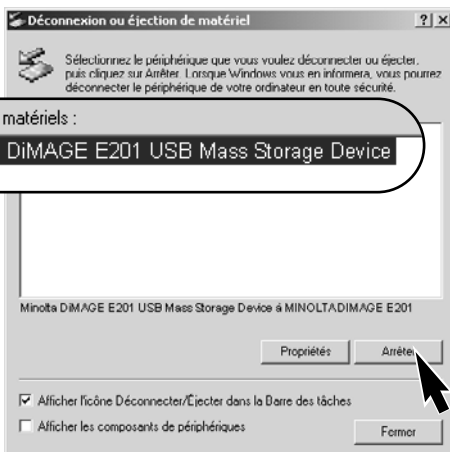 Déconnexion ou éjection de matériel
Sélectionnez le périphérique que vous voulez déconnecter ou éjecter,
puis cliquez sur Arrêter. Lorsque Windows vous en informera, vous pourrez
déconnecter le périphérique de votre ordinateur en toute sécurité.
matériels :
DiMAGE E201 USB Mass Storage Device
Minolta DiMAGE E201 USB Mass Storage Device á MINOLTADIMAGE E201
Propriétés
Arrêter
Afficher l'icône Déconnecter/Éjecter dans la Barre des tâches
Afficher les composants de périphériques
Fermer